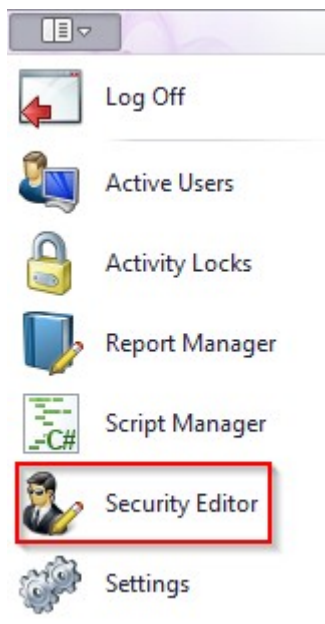 Log Off
Active Users
Activity Locks
Report Manager
C#
Script Manager
Security Editor
Settings